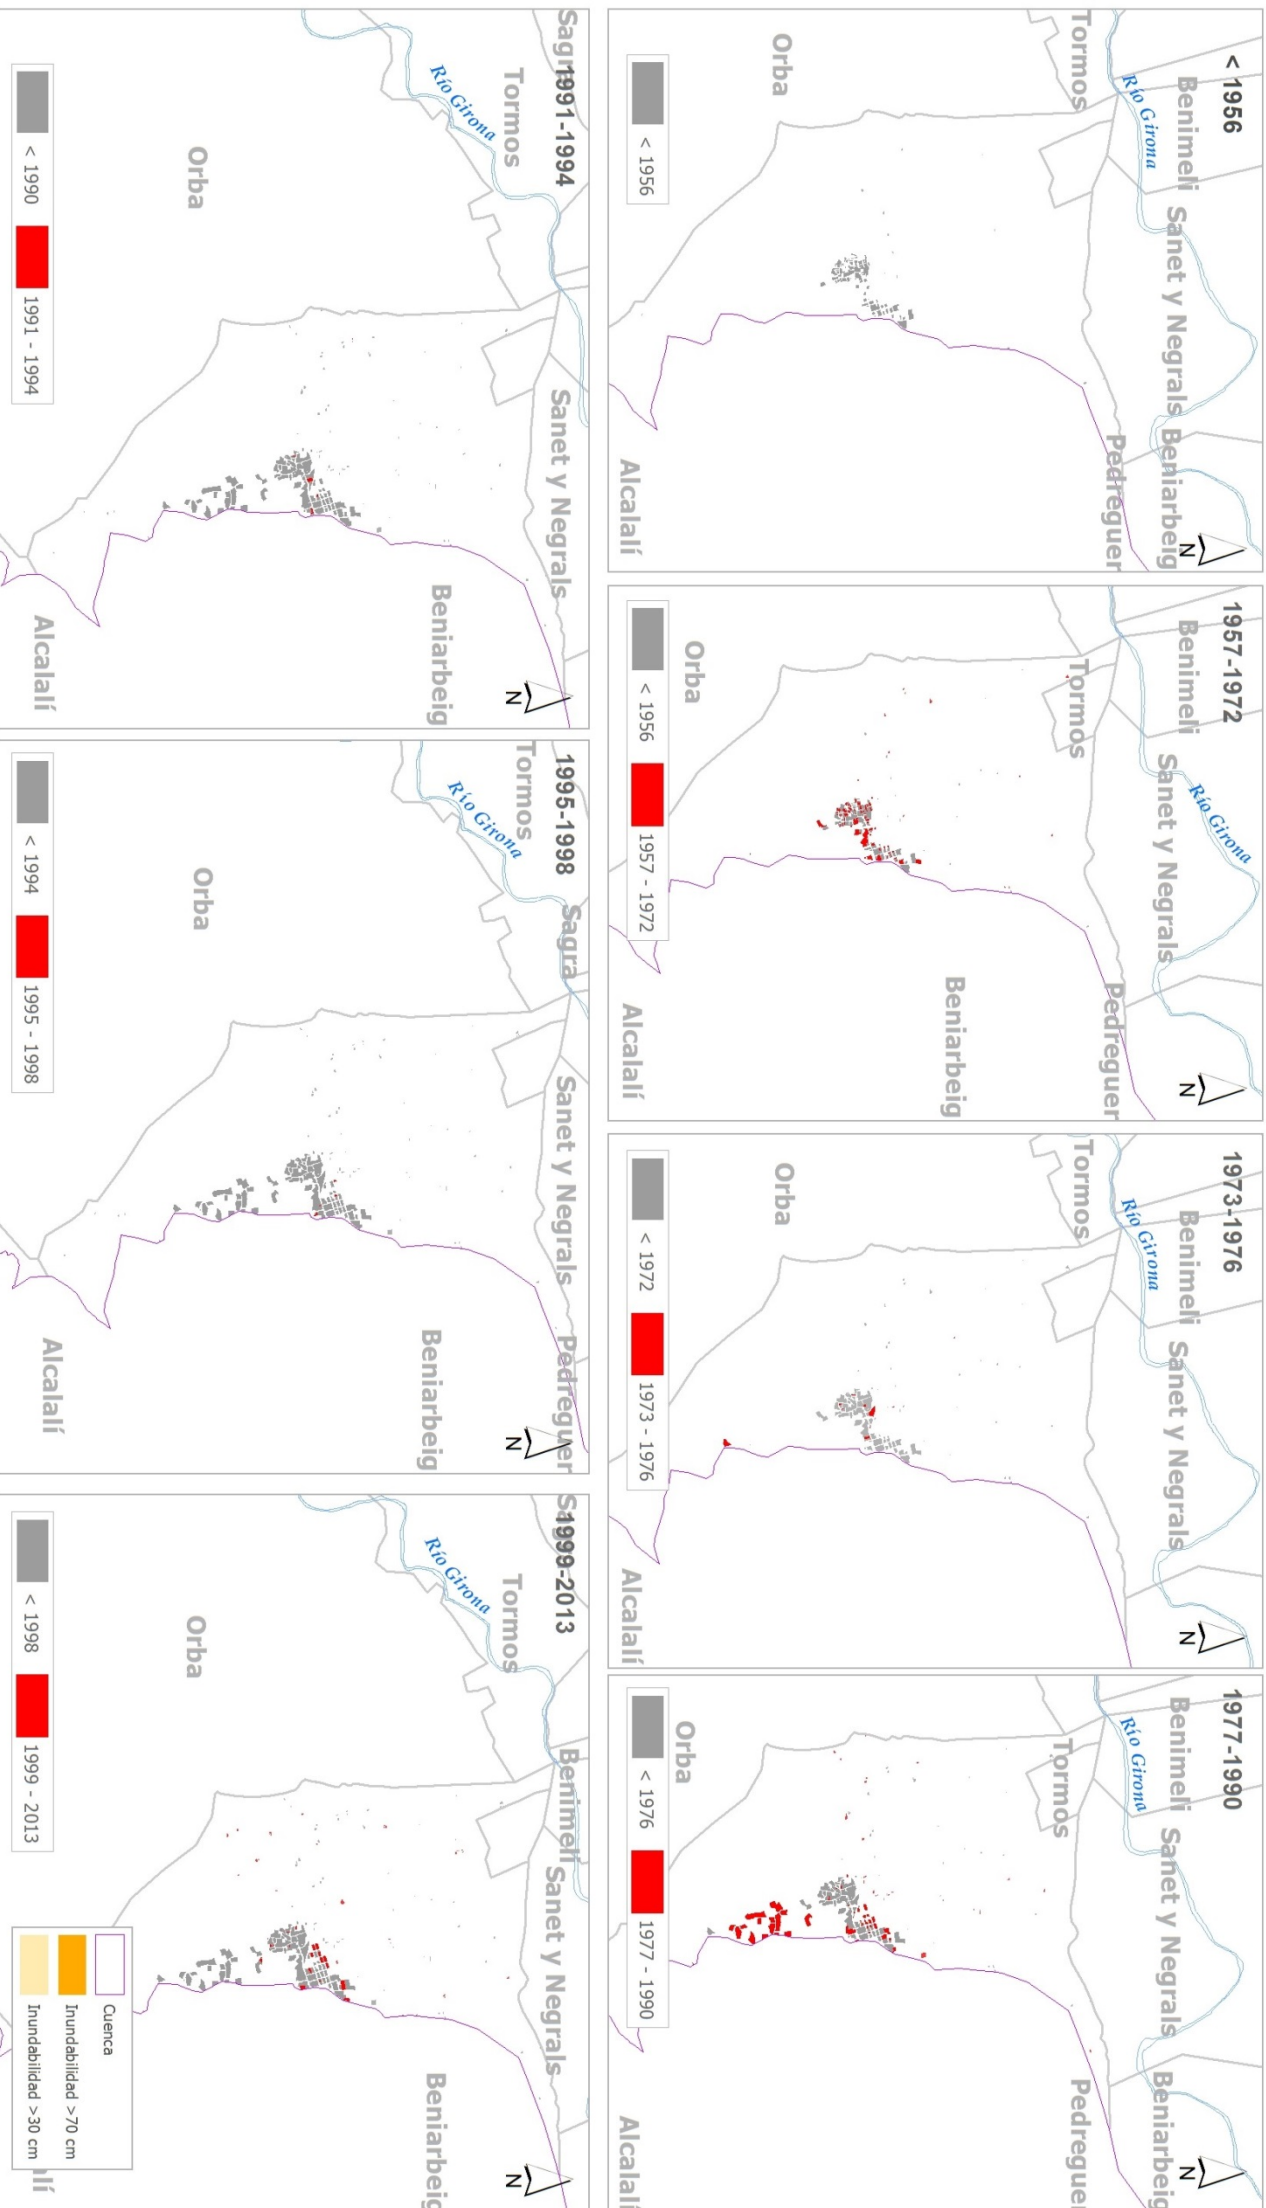 < 1956
Benimeli
Sanet y Negrals
Beniarbeig
Río Girona
Tormos
Pedreguer
Orba
Alcalalí
N
< 1956
1957-1972
Benimeli
Río Girona
Sanet y Negrals
Tormos
Pedreguer
Beniarbeig
Orba
Alcalalí
N
< 1956
1957 - 1972
1973-1976
Benimeli
Sanet y Negrals
Río Girona
Tormos
Orba
Alcalalí
N
< 1972
1973 - 1976
1977-1990
Benimeli
Sanet y Negrals
Beniarbeig
Río Girona
Tormos
Pedreguer
Orba
Alcalalí
N
< 1976
1977 - 1990
1991-1994
Sagra
Tormos
Río Girona
Sanet y Negrals
Orba
Beniarbeig
Alcalalí
N
< 1990
1991 - 1994
1995-1998
Sagra
Tormos
Río Girona
Sanet y Negrals
Pedreguer
Orba
Beniarbeig
Alcalalí
N
< 1994
1995 - 1998
1999-2013
Tormos
Río Girona
Benimeli
Sanet y Negrals
Orba
Beniarbeig
N
< 1998
1999 - 2013
Cuenca
Inundabilidad >70 cm
Inundabilidad >30 cm